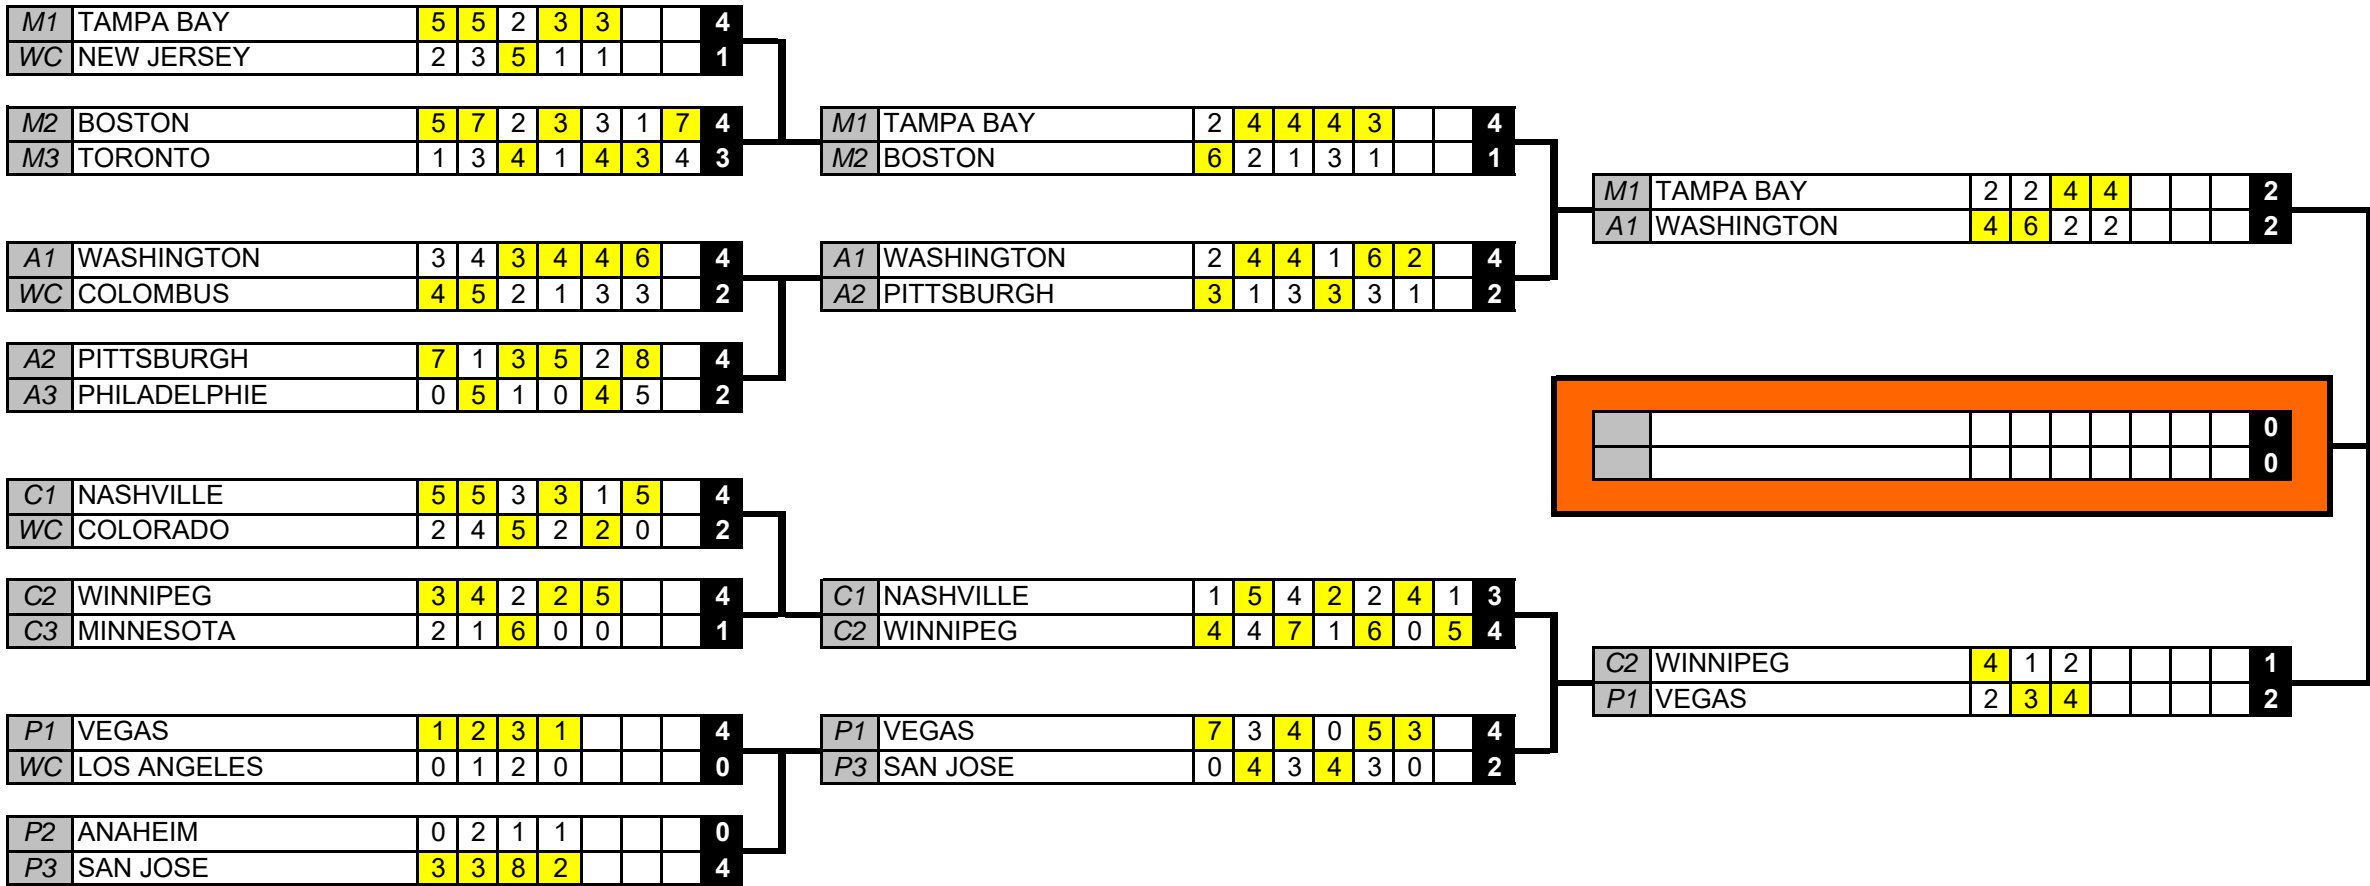 M1 TAMPA BAY 5 5 2 3 3 4
WC NEW JERSEY 2 3 5 1 1 1
M2 BOSTON 5 7 2 3 3 1 7 4
M3 TORONTO 1 3 4 1 4 3 4 3
A1 WASHINGTON 3 4 3 4 4 6 4
WC COLOMBUS 4 5 2 1 3 3 2
A2 PITTSBURGH 7 1 3 5 2 8 4
A3 PHILADELPHIE 0 5 1 0 4 5 2
C1 NASHVILLE 5 5 3 3 1 5 4
WC COLORADO 2 4 5 2 2 0 2
C2 WINNIPEG 3 4 2 2 5 4
C3 MINNESOTA 2 1 6 0 0 1
P1 VEGAS 1 2 3 1 4
WC LOS ANGELES 0 1 2 0 0
P2 ANAHEIM 0 2 1 1 0
P3 SAN JOSE 3 3 8 2 4
M1 TAMPA BAY 2 4 4 4 3 4
M2 BOSTON 6 2 1 3 1 1
A1 WASHINGTON 2 4 4 1 6 2 4
A2 PITTSBURGH 3 1 3 3 3 1 2
C1 NASHVILLE 1 5 4 2 2 4 1 3
C2 WINNIPEG 4 4 7 1 6 0 5 4
P1 VEGAS 7 3 4 0 5 3 4
P3 SAN JOSE 0 4 3 4 3 0 2
M1 TAMPA BAY 2 2 4 4 2
A1 WASHINGTON 4 6 2 2 2
0
0
C2 WINNIPEG 4 1 2 1
P1 VEGAS 2 3 4 2